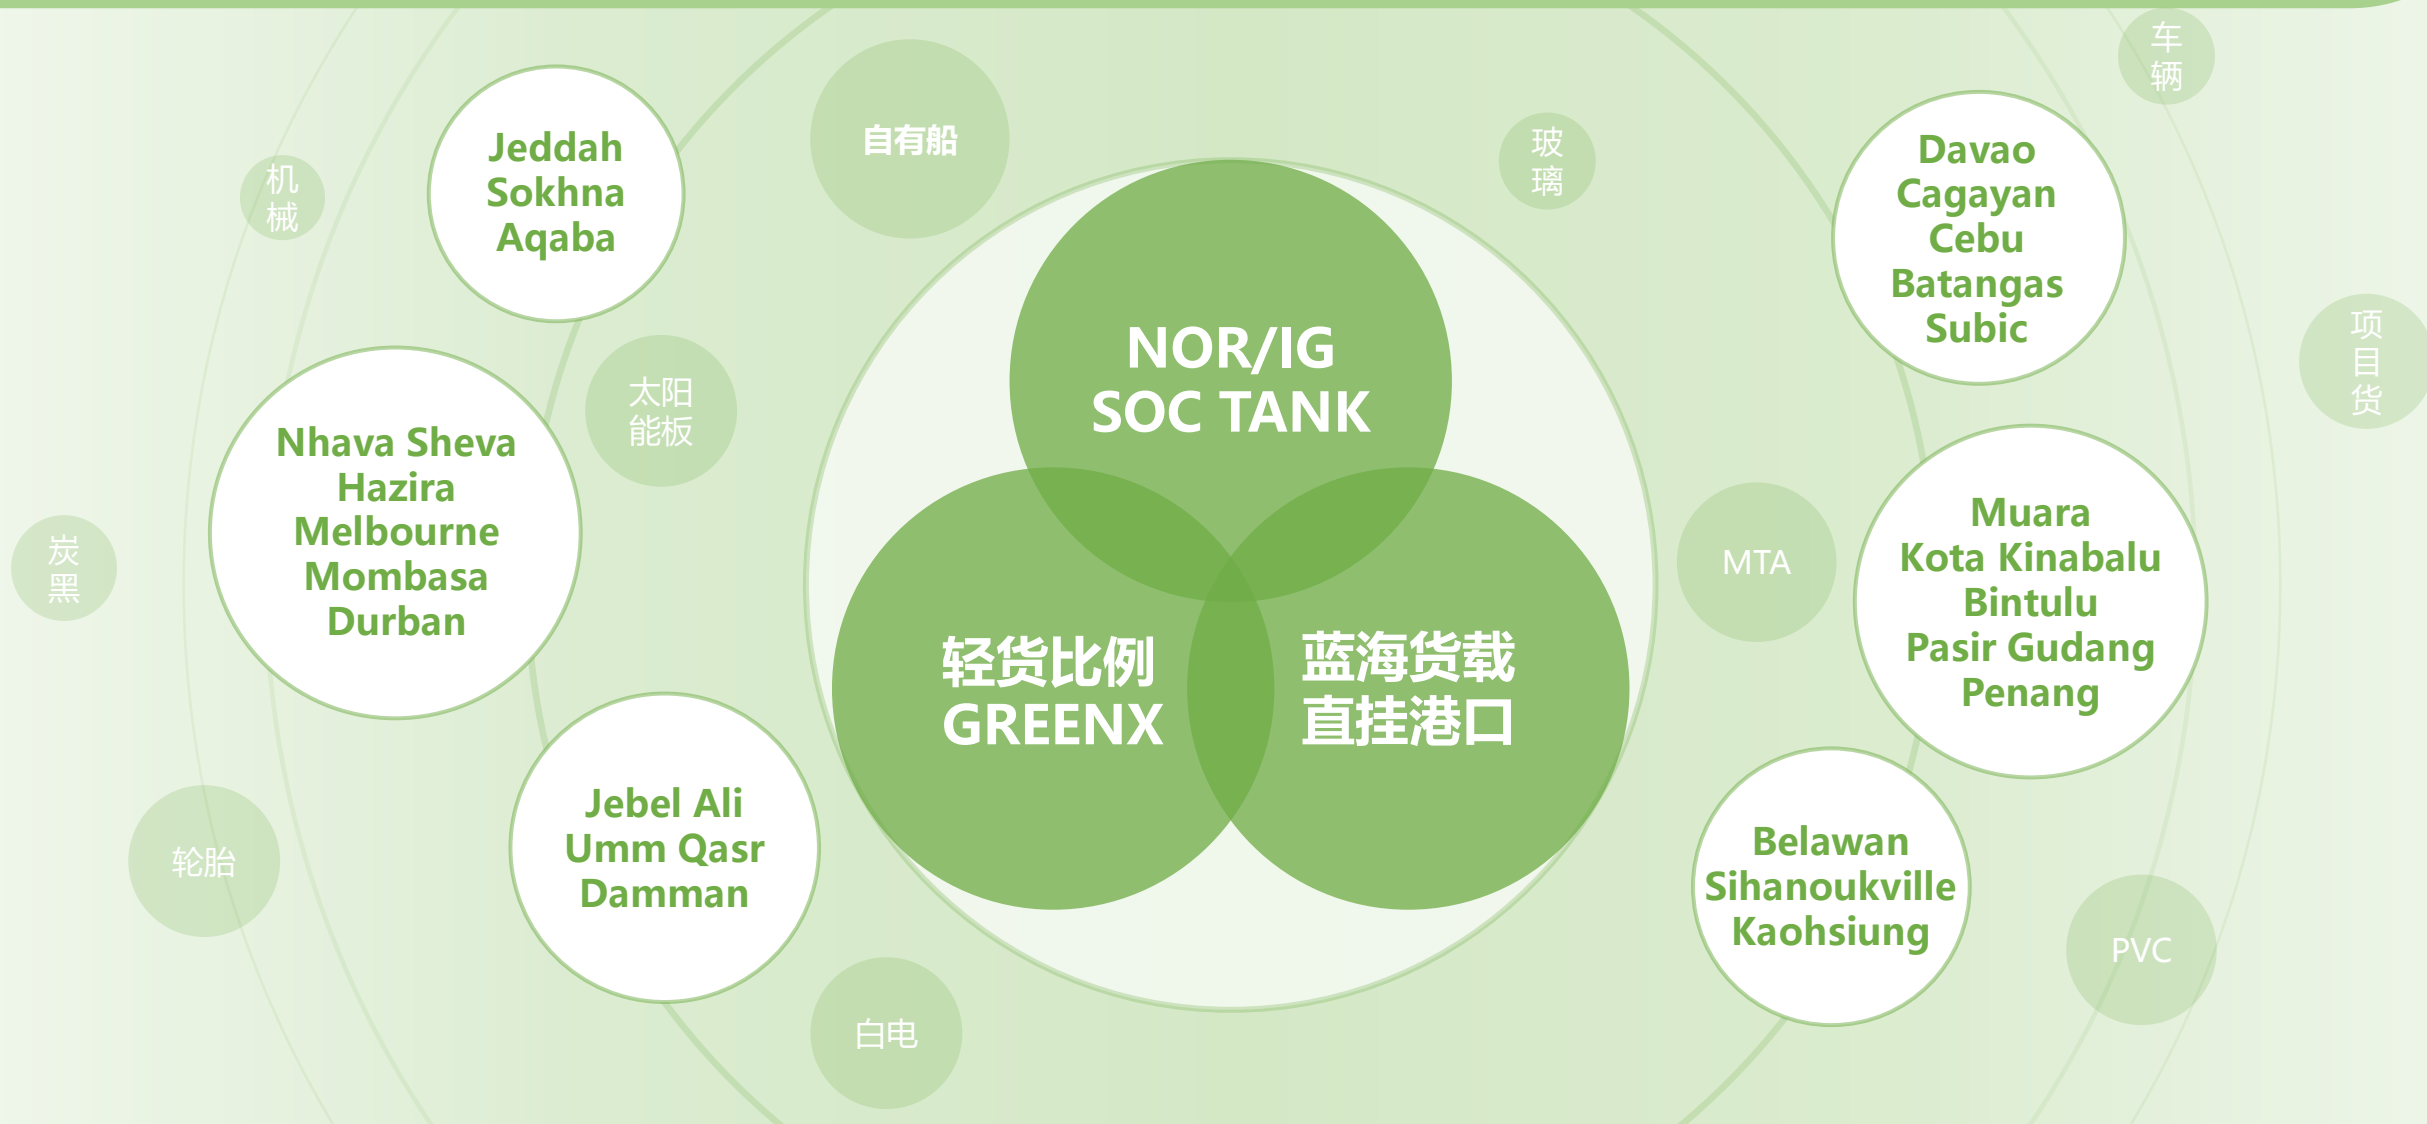 车
辆
Jeddah
Sokhna
Aqaba
自有船
玻
璃
Davao
Cagayan
Cebu
Batangas
Subic
机
械
NOR/IG
SOC TANK
项
目
货
太阳
能板
Nhava Sheva
Hazira
Melbourne
Mombasa
Durban
MTA
Muara
Kota Kinabalu
Bintulu
Pasir Gudang
Penang
炭
黑
轻货比例
GREENX
蓝海货载
直挂港口
轮胎
Jebel Ali
Umm Qasr
Damman
Belawan
Sihanoukville
Kaohsiung
PVC
白电